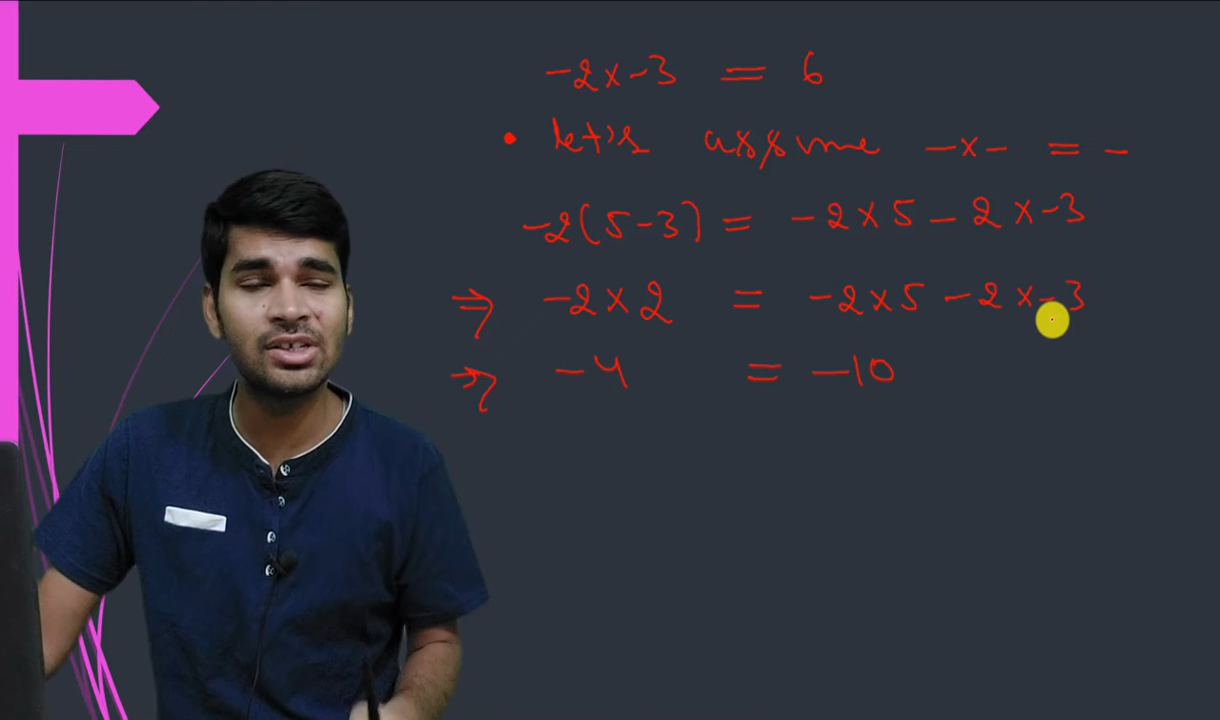 -2x-3 = 6
• let's assume -x- = -
-2(5-3) = -2x5-2x-3
⇒ -2x2 = -2x5-2x-3
⇒ -4 = -10